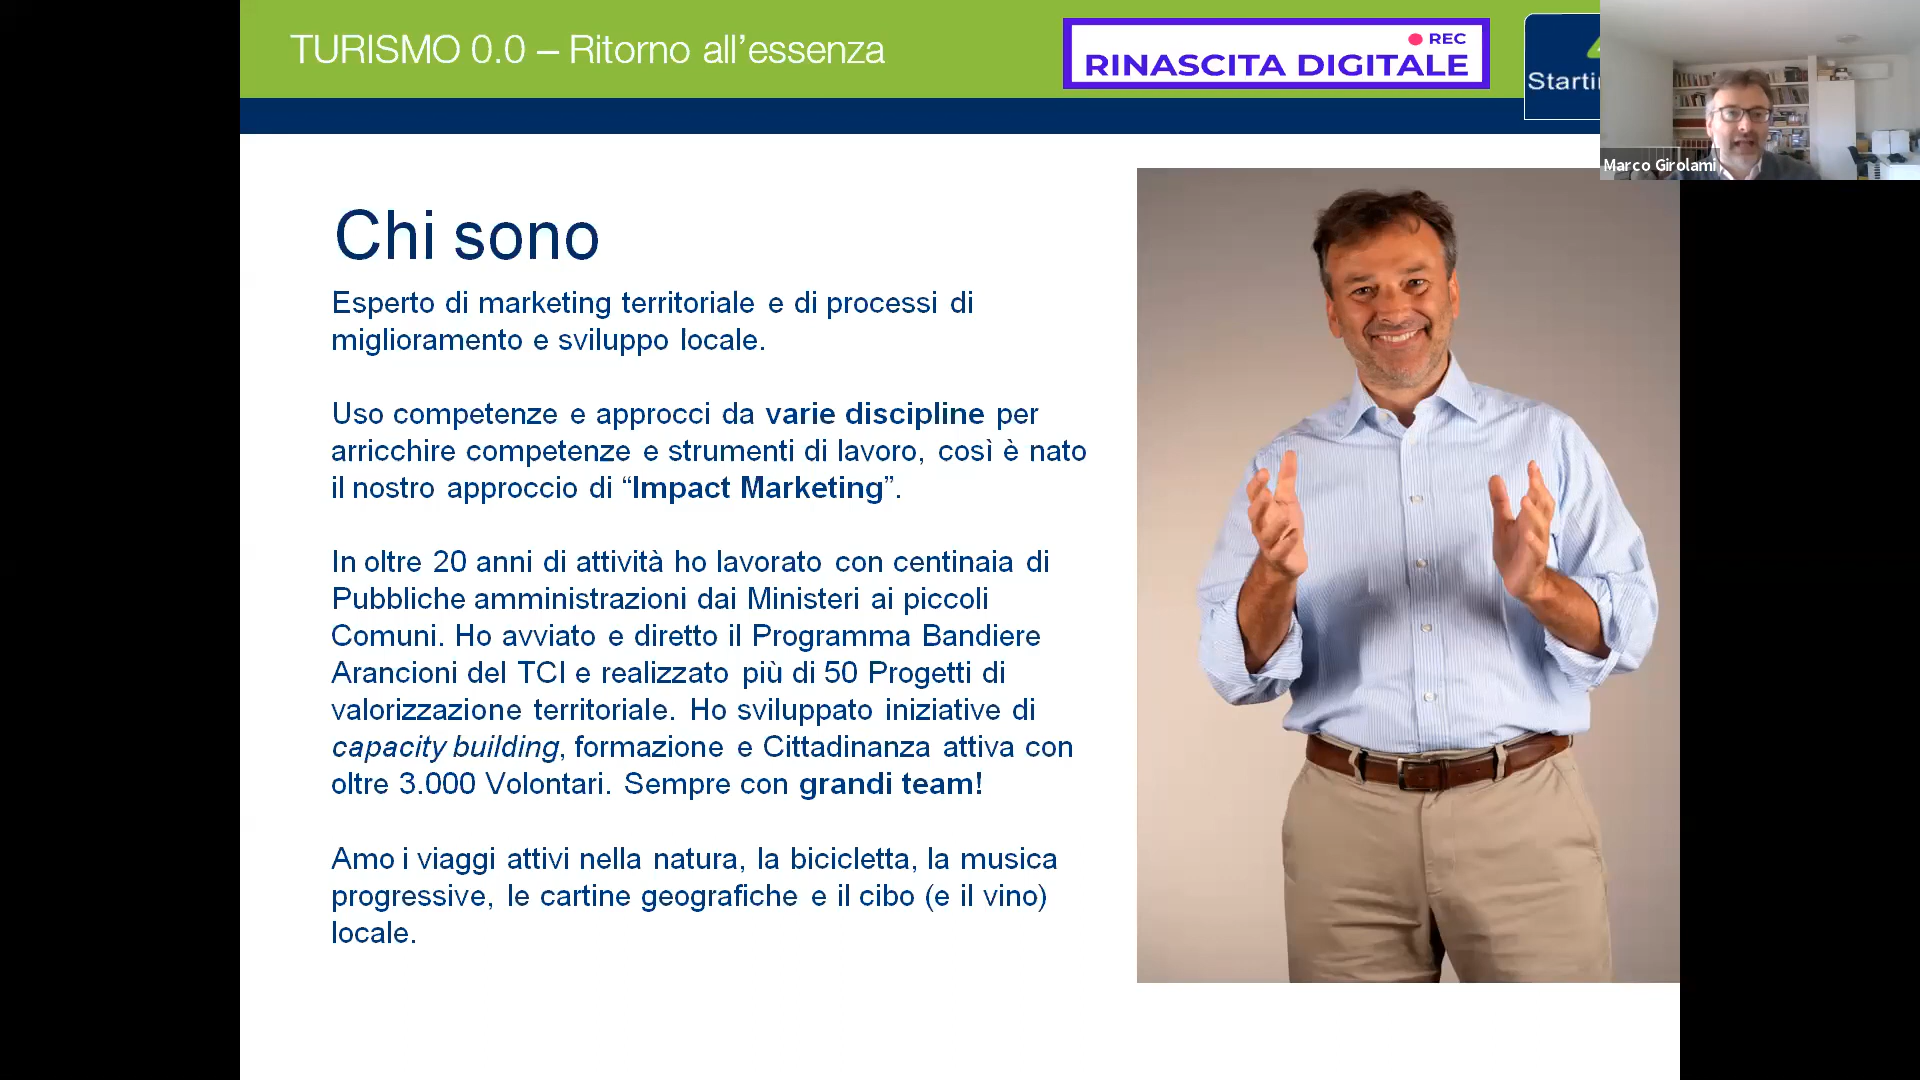 TURISMO 0.0 – Ritorno all’essenza
REC
RINASCITA DIGITALE
Marco Girolami
Chi sono
Esperto di marketing territoriale e di processi di
miglioramento e sviluppo locale.
Uso competenze e approcci da varie discipline per
arricchire competenze e strumenti di lavoro, così è nato
il nostro approccio di “Impact Marketing”.
In oltre 20 anni di attività ho lavorato con centinaia di
Pubbliche amministrazioni dai Ministeri ai piccoli
Comuni. Ho avviato e diretto il Programma Bandiere
Arancioni del TCI e realizzato più di 50 Progetti di
valorizzazione territoriale. Ho sviluppato iniziative di
capacity building, formazione e Cittadinanza attiva con
oltre 3.000 Volontari. Sempre con grandi team!
Amo i viaggi attivi nella natura, la bicicletta, la musica
progressive, le cartine geografiche e il cibo (e il vino)
locale.